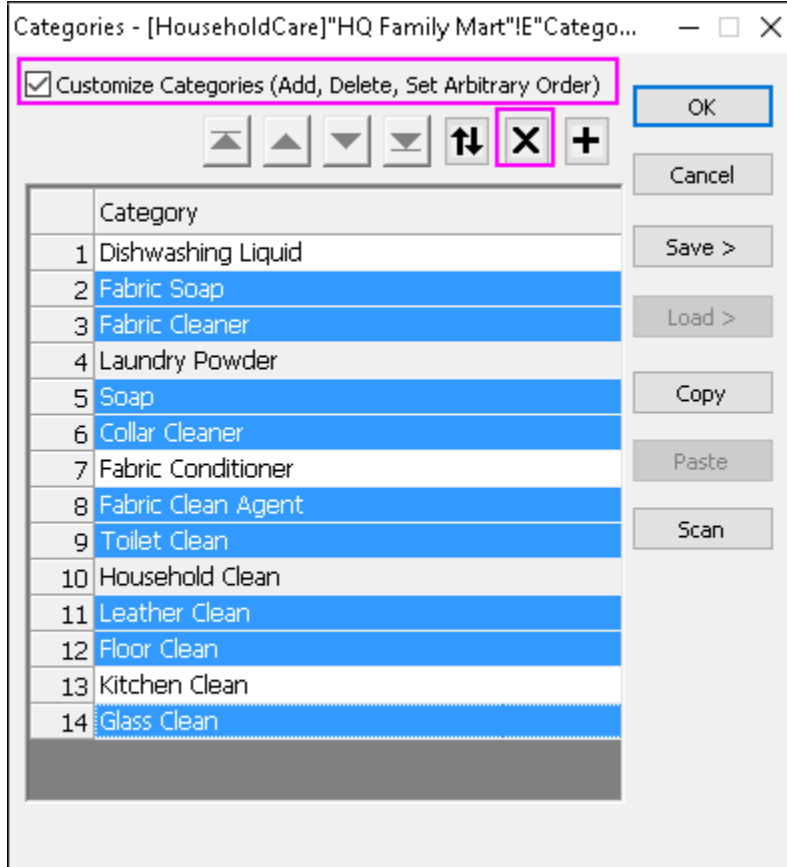 Categories - [HouseholdCare]"HQ Family Mart"!E"Catego...
Customize Categories (Add, Delete, Set Arbitrary Order)
OK
Cancel
Category
Save >
1 Dishwashing Liquid
2 Fabric Soap
3 Fabric Cleaner
Load >
4 Laundry Powder
5 Soap
Copy
6 Collar Cleaner
7 Fabric Conditioner
Paste
8 Fabric Clean Agent
9 Toilet Clean
Scan
10 Household Clean
11 Leather Clean
12 Floor Clean
13 Kitchen Clean
14 Glass Clean